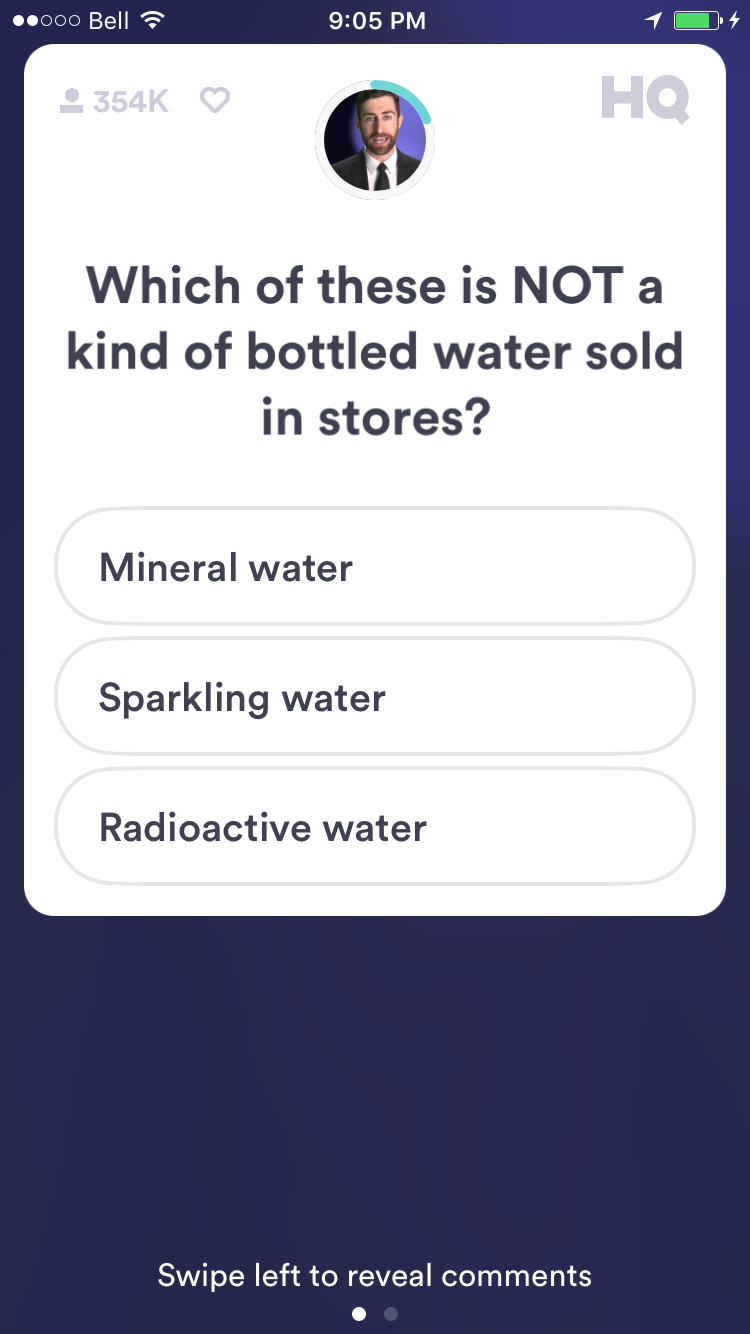 Bell 9:05 PM
354K HQ
Which of these is NOT a
kind of bottled water sold
in stores?
Mineral water
Sparkling water
Radioactive water
Swipe left to reveal comments